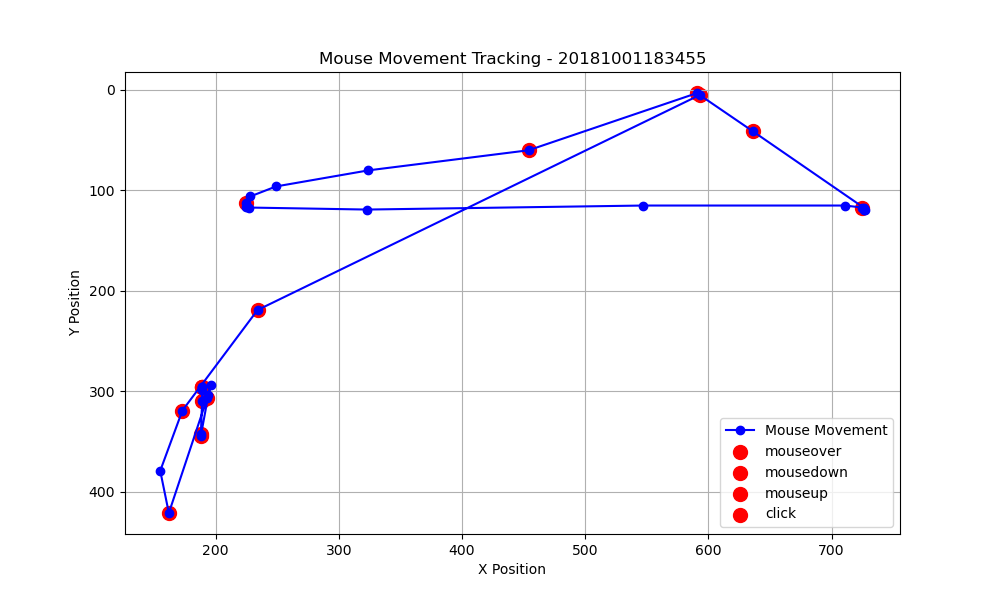 Mouse Movement Tracking - 20181001183455
0
100
200
300
400
Y Position
200
300
400
500
600
700
X Position
Mouse Movement
mouseover
mousedown
mouseup
click